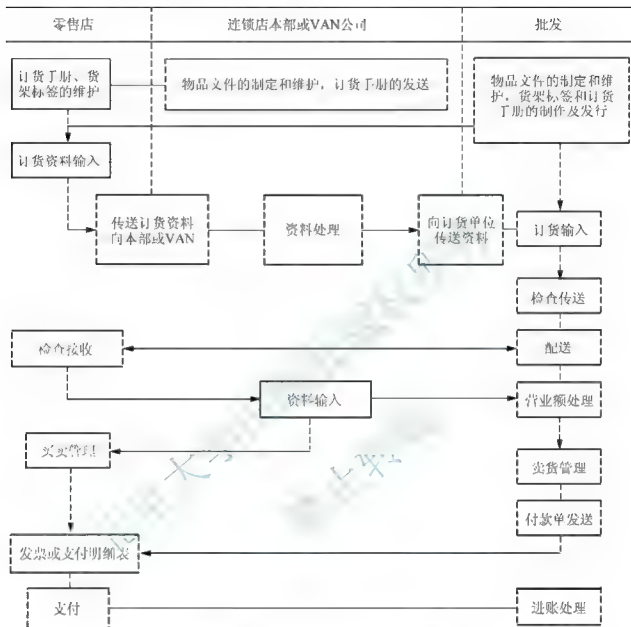 零售店
连锁店本部或VAN公司
批发
订货手册、货
架标签的维护
物品文件的制定和维护，订货手册的发送
物品文件的制定和维
护，货架标签和订货
手册的制作及发行
订货资料输入
传送订货资料
向本部或VAN
资料处理
向订货单位
传送资料
订货输入
检查传送
检查接收
配送
资料输入
营业额处理
买卖管理
卖货管理
付款单发送
发票或支付明细表
支付
进账处理